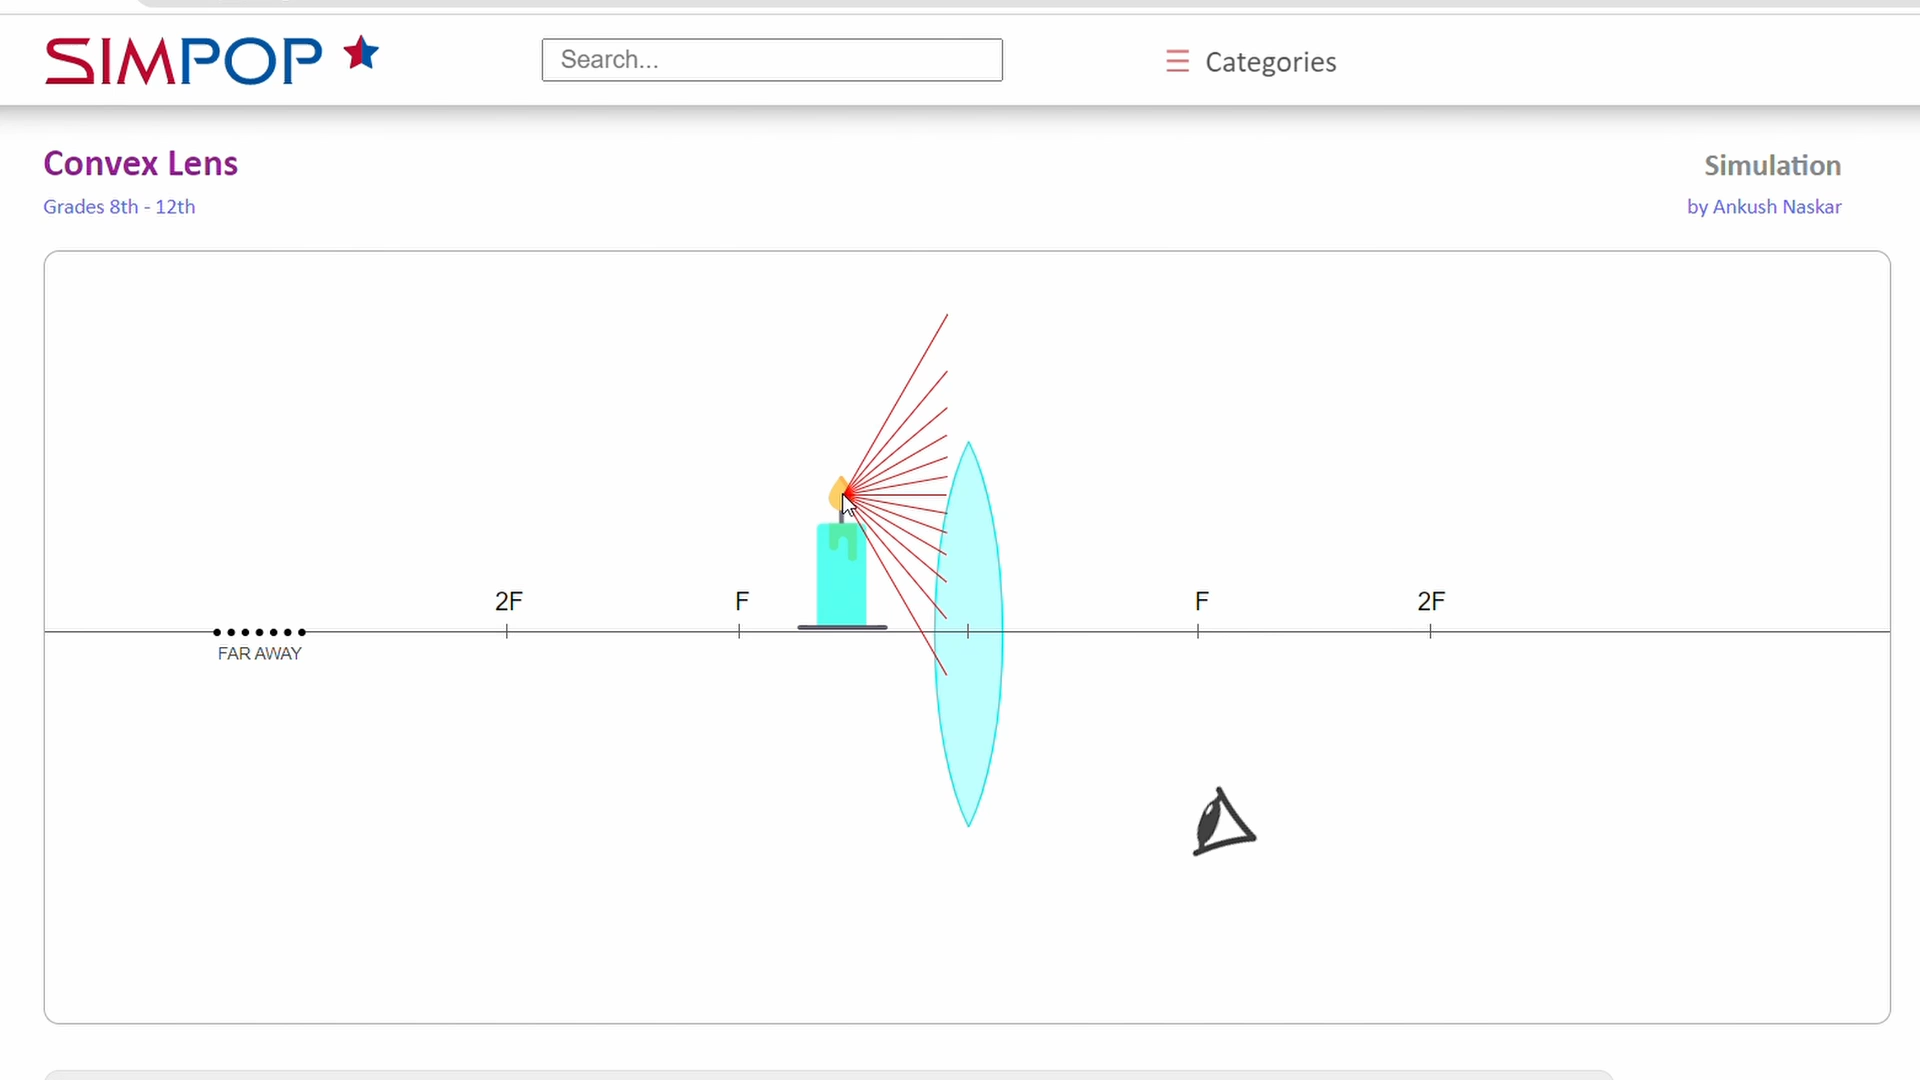 SIMPOP
Search...
Categories
Convex Lens
Simulation
Grades 8th - 12th
by Ankush Naskar
2F
F
F
2F
FAR AWAY